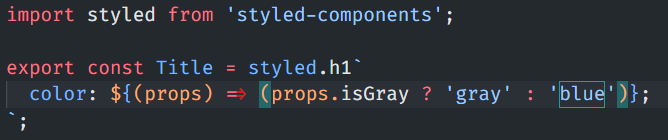 import styled from 'styled-components';
export const Title = styled.h1`
color: ${(props) => (props.isGray ? 'gray' : 'blue')};
`;